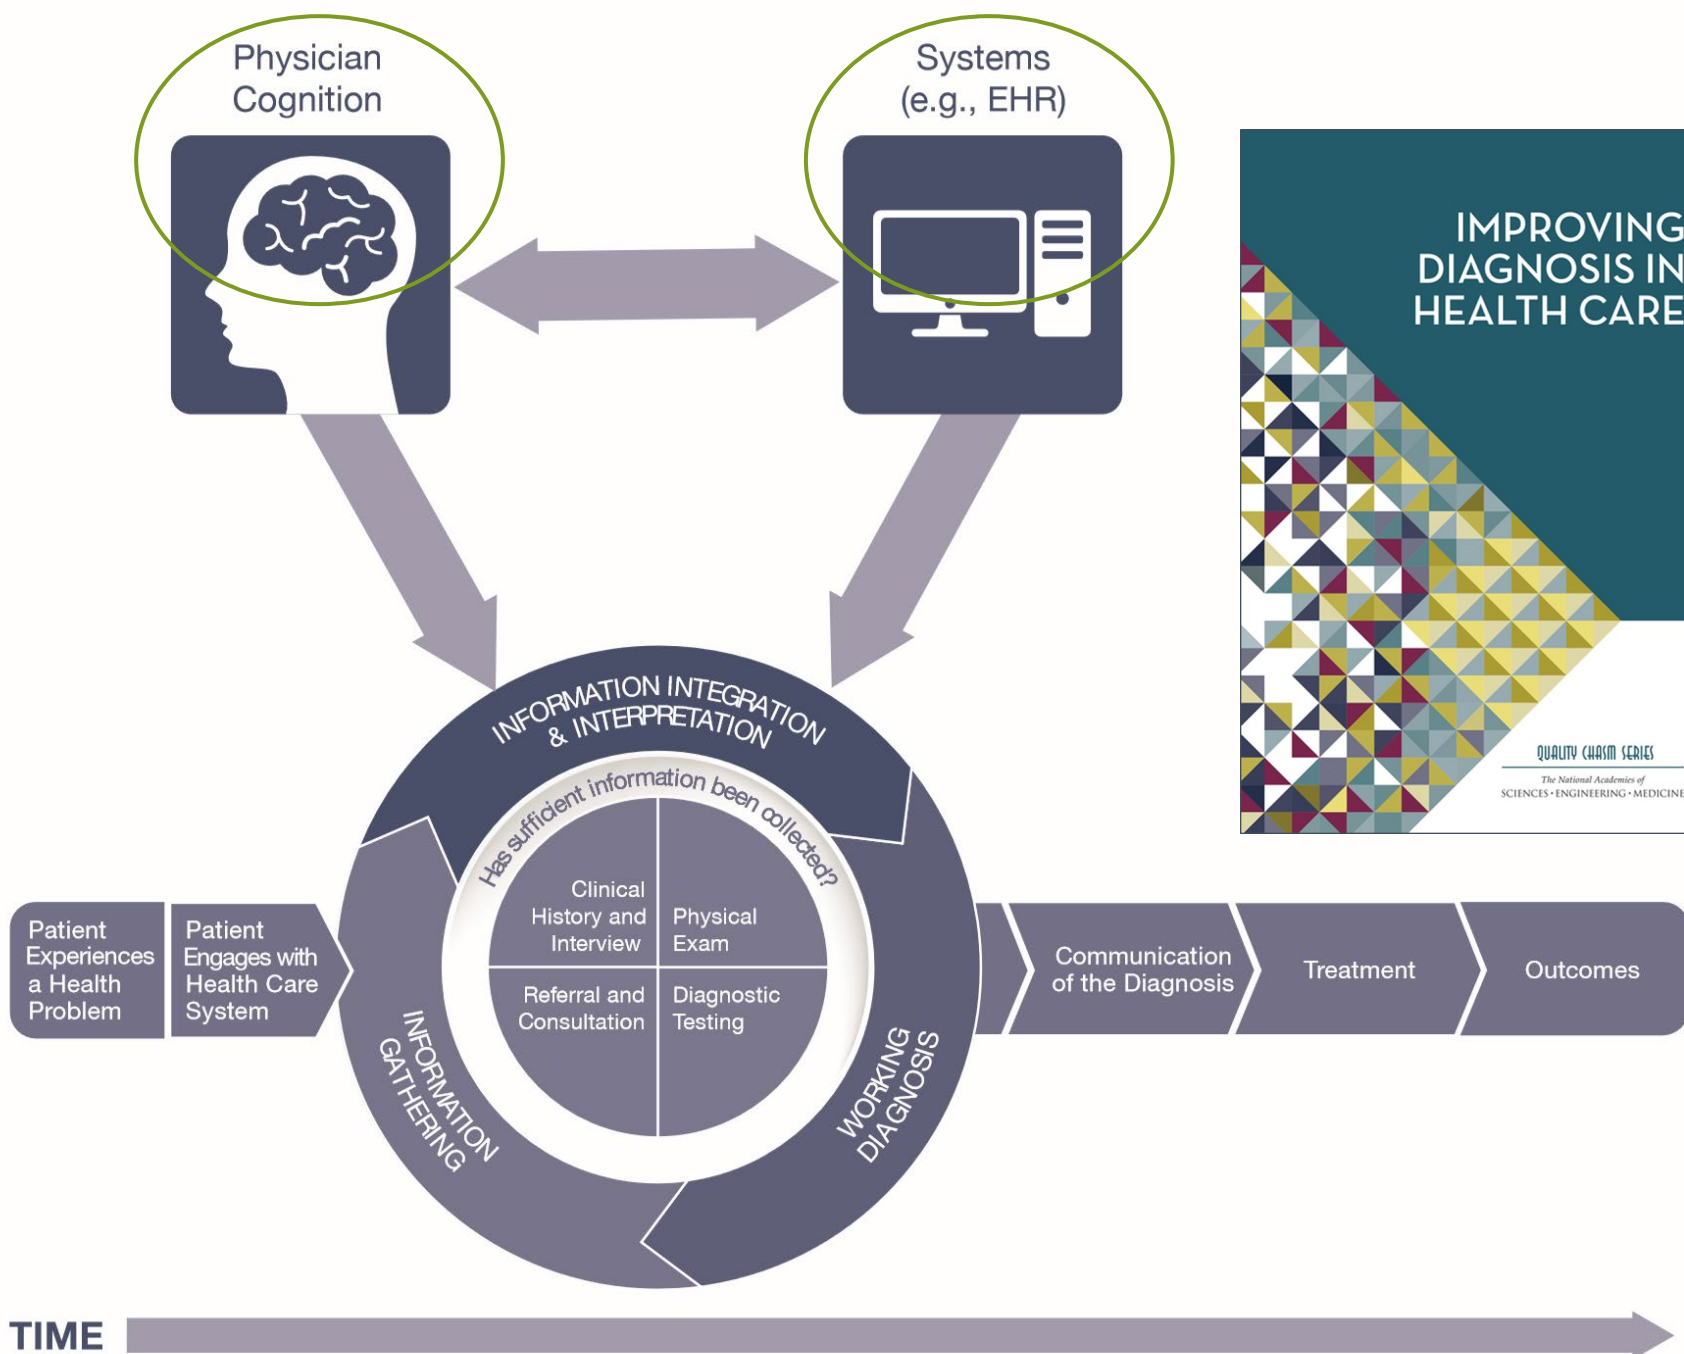 Physician
Cognition
Systems
(e.g., EHR)
IMPROVING
DIAGNOSIS IN
HEALTH CARE
QUALITY CHASM SERIES
The National Academies of
SCIENCES • ENGINEERING • MEDICINE
INFORMATION INTEGRATION
& INTERPRETATION
Has sufficient information been collected?
Clinical
History and
Interview
Physical
Exam
Referral and
Consultation
Diagnostic
Testing
INFORMATION
GATHERING
WORKING
DIAGNOSIS
Patient
Experiences
a Health
Problem
Patient
Engages with
Health Care
System
Communication
of the Diagnosis
Treatment
Outcomes
TIME